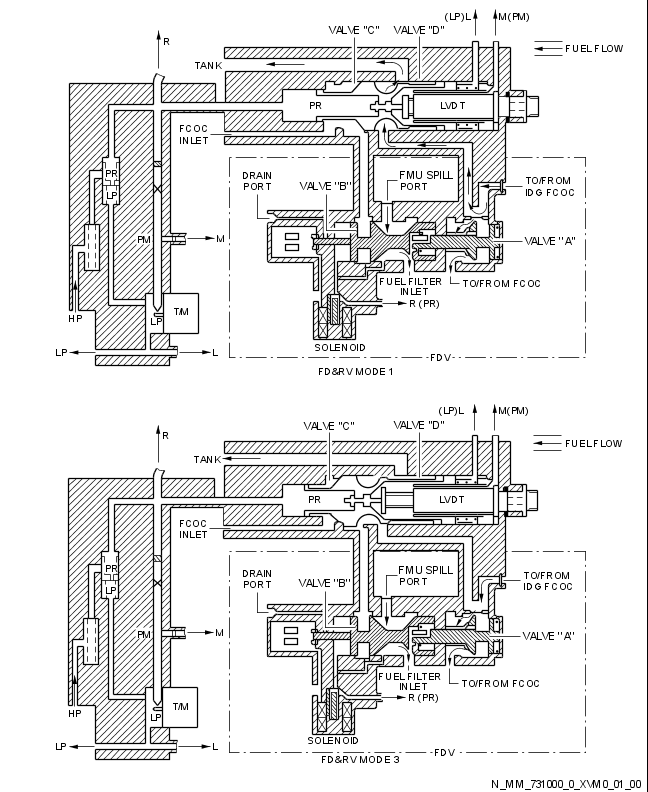 (LP)L
M(PM)
VALVE "C"
VALVE "D"
R
FUEL FLOW
TANK
PR
LVDT
FCOC
INLET
DRAIN
PORT
VALVE "B"
FMU SPILL
PORT
TO/FROM
IDG FCOC
PR
LP
PM
M
VALVE "A"
FUEL FILTER
INLET
TO/FROM FCOC
R (PR)
HP
LP
T/M
SOLENOID
LP
L
FDV
FD&RV MODE 1
(LP)L
M(PM)
VALVE "C"
VALVE "D"
R
FUEL FLOW
TANK
PR
LVDT
FCOC
INLET
DRAIN
PORT
VALVE "B"
FMU SPILL
PORT
TO/FROM
IDG FCOC
PR
LP
PM
M
VALVE "A"
FUEL FILTER
INLET
TO/FROM FCOC
R (PR)
HP
LP
T/M
SOLENOID
LP
L
FDV
FD&RV MODE 3
N_MM_731000_0_XVM0_01_00